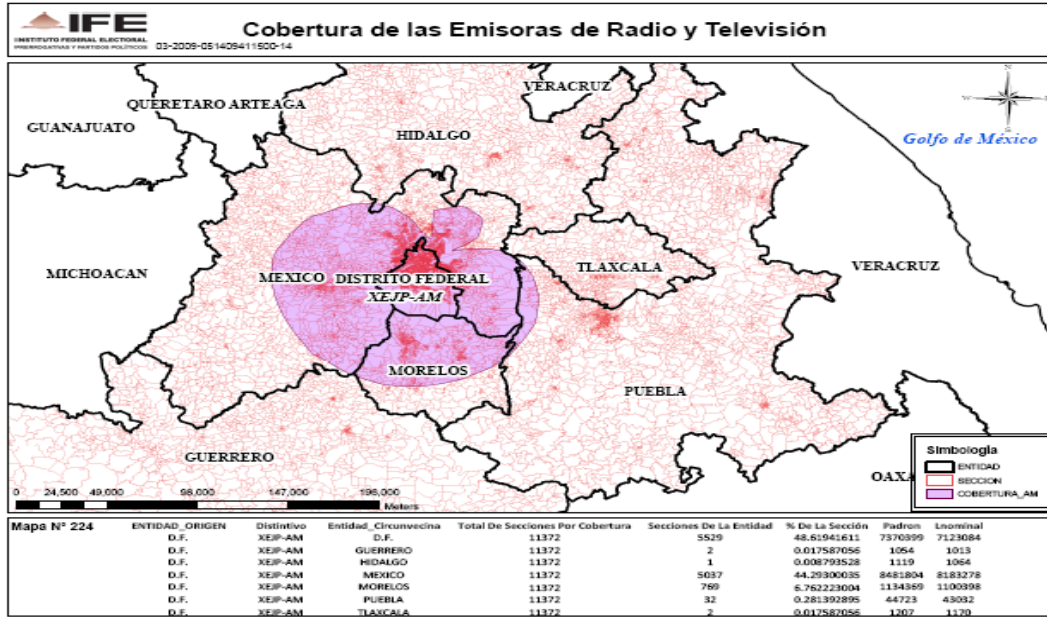 IFE
INSTITUTO FEDERAL ELECTORAL
PRERROGATIVAS Y PARTIDOS POLÍTICOS
03-2009-051409411500-14
Cobertura de las Emisoras de Radio y Televisión
N
W
S
VERACRUZ
QUERETARO ARTEAGA
GUANAJUATO
HIDALGO
Golfo de México
MICHOACAN
MEXICO
DISTRITO FEDERAL
XEJP-AM
TLAXCALA
VERACRUZ
MORELOS
PUEBLA
GUERRERO
OAXA
Simbología
ENTIDAD
SECCION
COBERTURA_AM
0 24,500 49,000 98,000 147,000 196,000
Meters
Mapa N° 224 ENTIDAD_ORIGEN Distintivo Entidad_Circunvecina Total De Secciones Por Cobertura Secciones De La Entidad % De La Sección Padron Lnominal
D.F. XEJP-AM D.F. 11372 5529 48.61941611 7370399 7123084
D.F. XEJP-AM GUERRERO 11372 2 0.017587056 1054 1013
D.F. XEJP-AM HIDALGO 11372 1 0.008793528 1119 1064
D.F. XEJP-AM MEXICO 11372 5037 44.29300035 8481804 8183278
D.F. XEJP-AM MORELOS 11372 769 6.762223004 1134369 1100398
D.F. XEJP-AM PUEBLA 11372 32 0.281392895 44723 43032
D.F. XEJP-AM TLAXCALA 11372 2 0.017587056 1207 1170